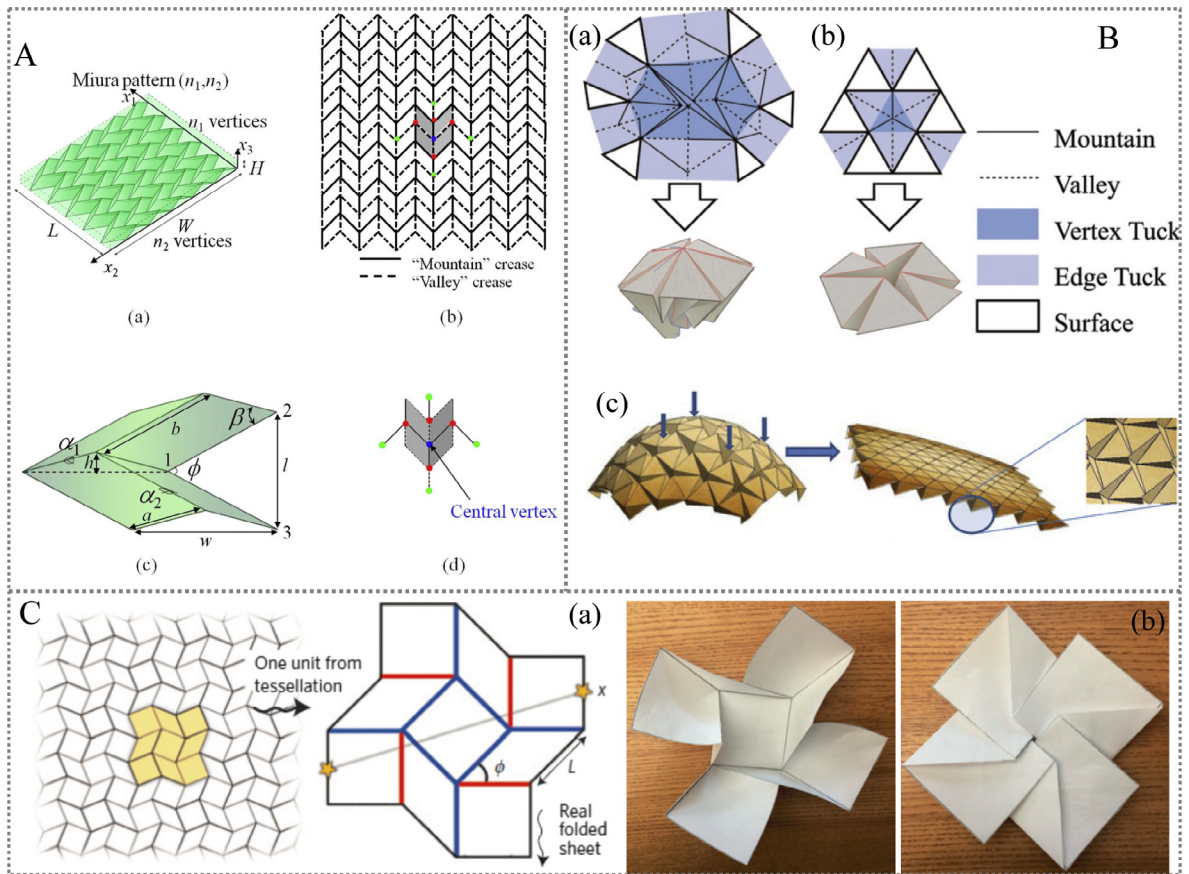 A
Miura pattern (n₁,n₂)
x₁
n₁ vertices
x₃
H
L
W
n₂ vertices
x₂
(a)
"Mountain" crease
"Valley" crease
(b)
α₁
b
β
2
h
1
ϕ
l
α₂
a
w
3
(c)
Central vertex
(d)
B
(a)
(b)
Mountain
Valley
Vertex Tuck
Edge Tuck
Surface
(c)
C
One unit from
tessellation
x
ϕ
L
Real
folded
sheet
(a)
(b)